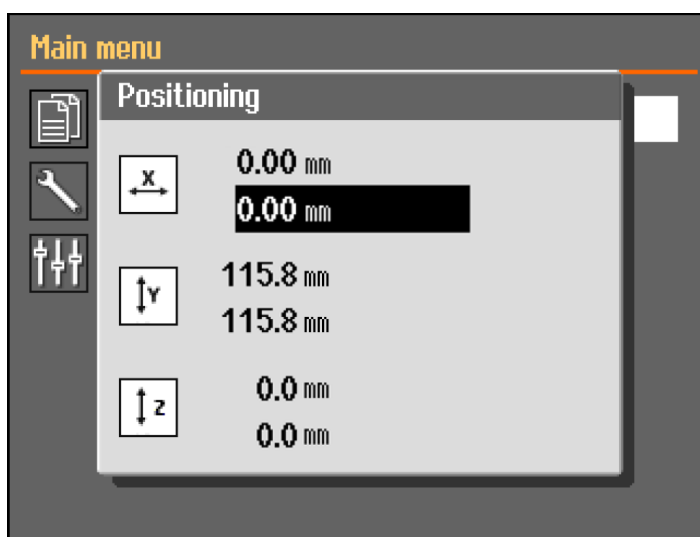 Main menu
Positioning
X
0.00 mm
0.00 mm
Y
115.8 mm
115.8 mm
Z
0.0 mm
0.0 mm